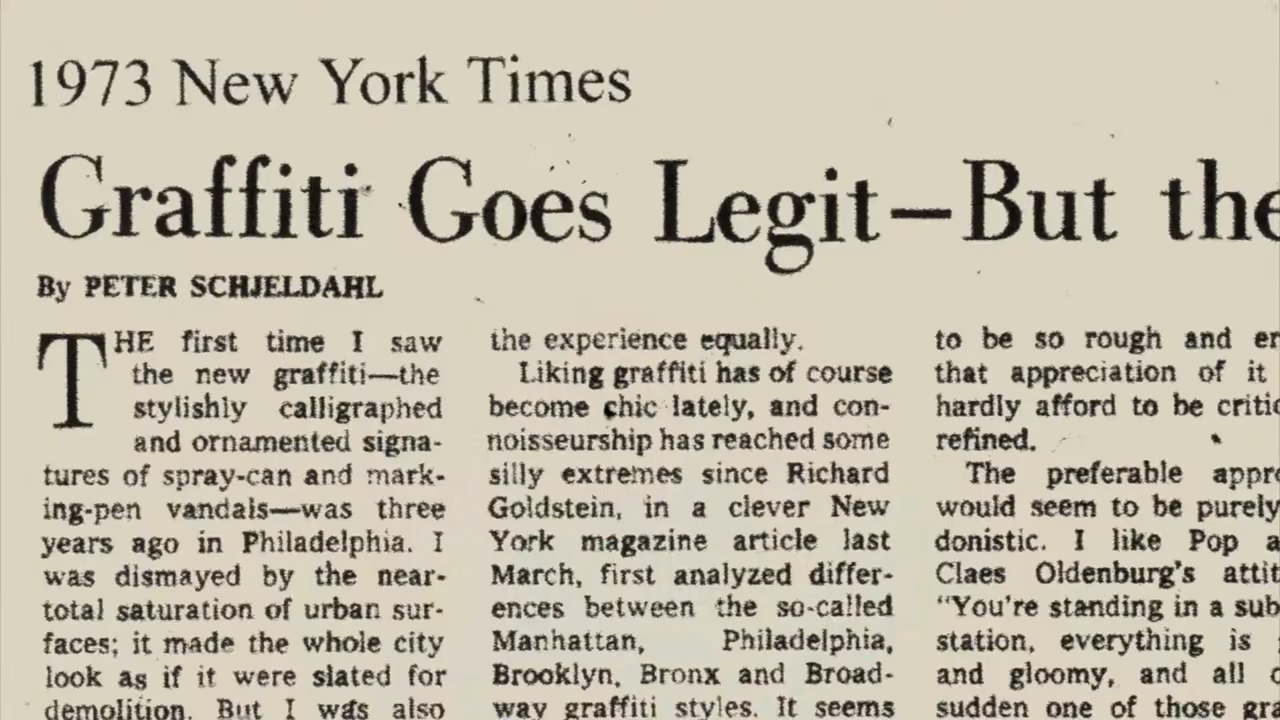 1973 New York Times
Graffiti Goes Legit—But the
By PETER SCHJELDAHL
THE first time I saw
the new graffiti—the
stylishly calligraphed
and ornamented signa-
tures of spray-can and mark-
ing-pen vandals—was three
years ago in Philadelphia. I
was dismayed by the near-
total saturation of urban sur-
faces; it made the whole city
look as if it were slated for
demolition. But I was also
the experience equally.
Liking graffiti has of course
become chic lately, and con-
noisseurship has reached some
silly extremes since Richard
Goldstein, in a clever New
York magazine article last
March, first analyzed differ-
ences between the so-called
Manhattan, Philadelphia,
Brooklyn, Bronx and Broad-
way graffiti styles. It seems
to be so rough and
that appreciation of it
hardly afford to be
refined.
The preferable
would seem to be purely
donistic. I like Pop
Claes Oldenburg's
"You're standing in a
station, everything is
and gloomy, and all
sudden one of those